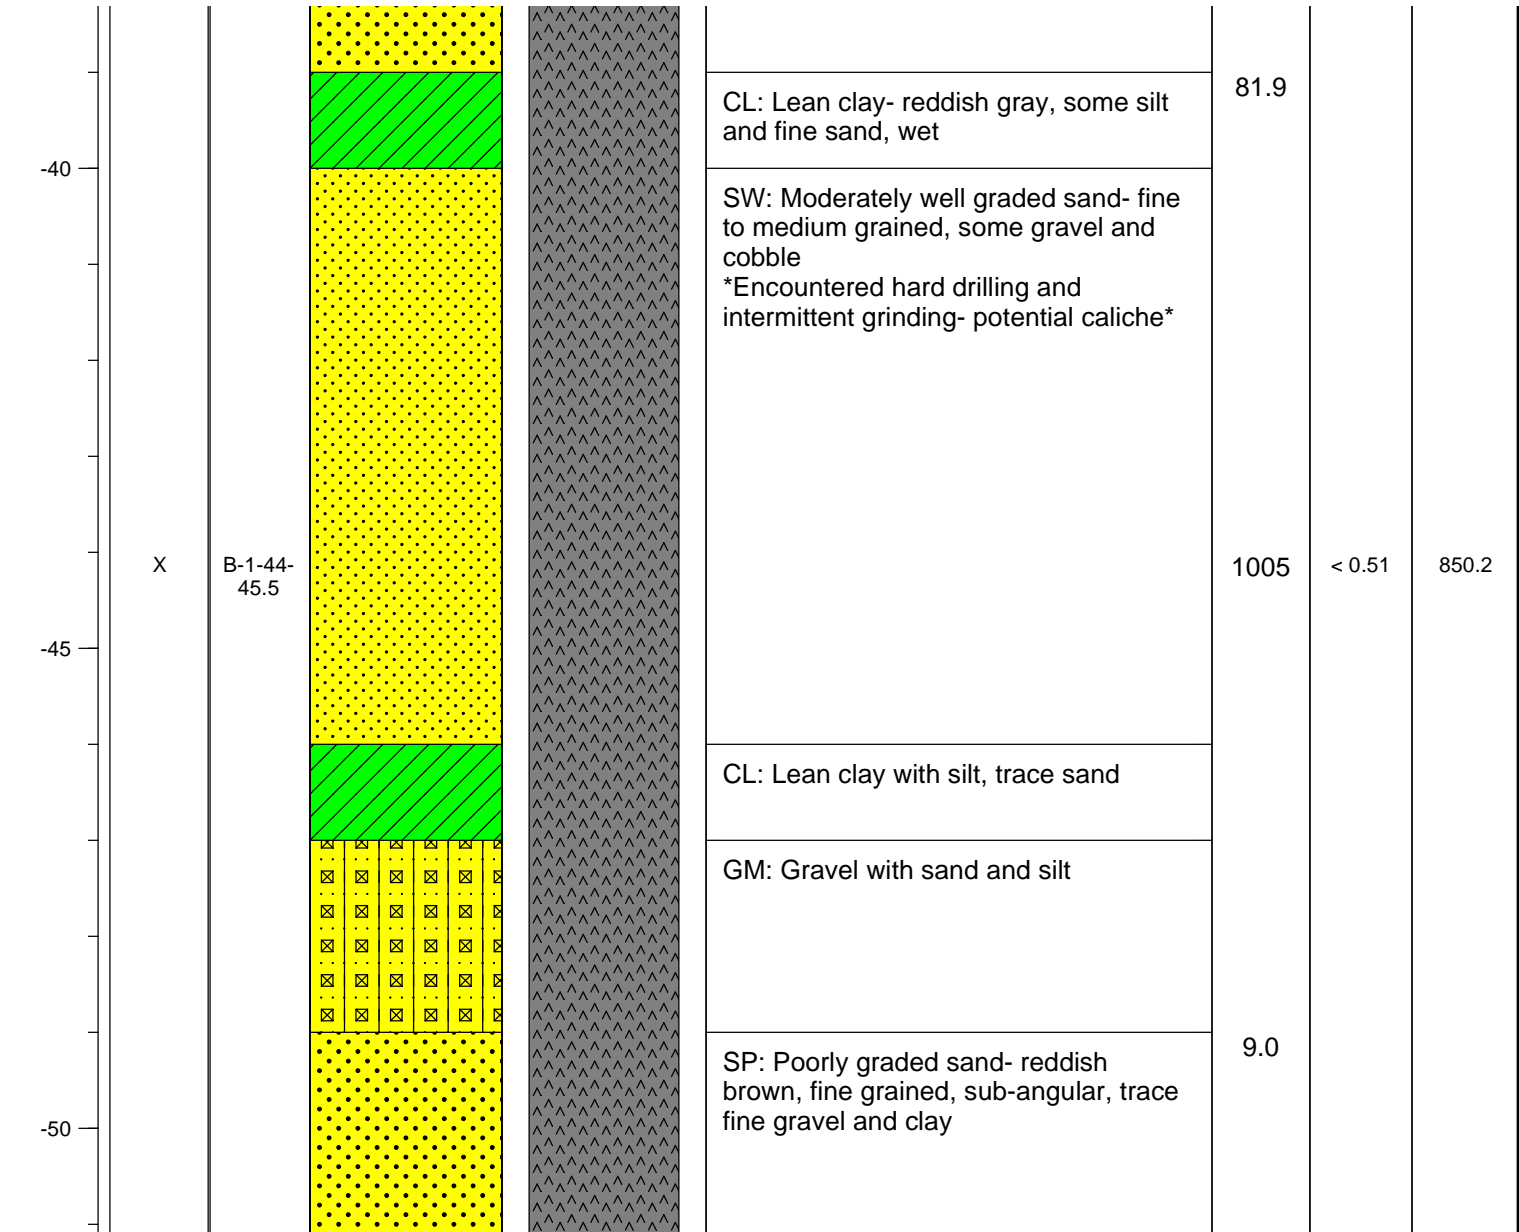 81.9
CL: Lean clay- reddish gray, some silt
and fine sand, wet
-40
SW: Moderately well graded sand- fine
to medium grained, some gravel and
cobble
*Encountered hard drilling and
intermittent grinding- potential caliche*
X
B-1-44-
45.5
1005
< 0.51
850.2
-45
CL: Lean clay with silt, trace sand
GM: Gravel with sand and silt
9.0
SP: Poorly graded sand- reddish
brown, fine grained, sub-angular, trace
fine gravel and clay
-50